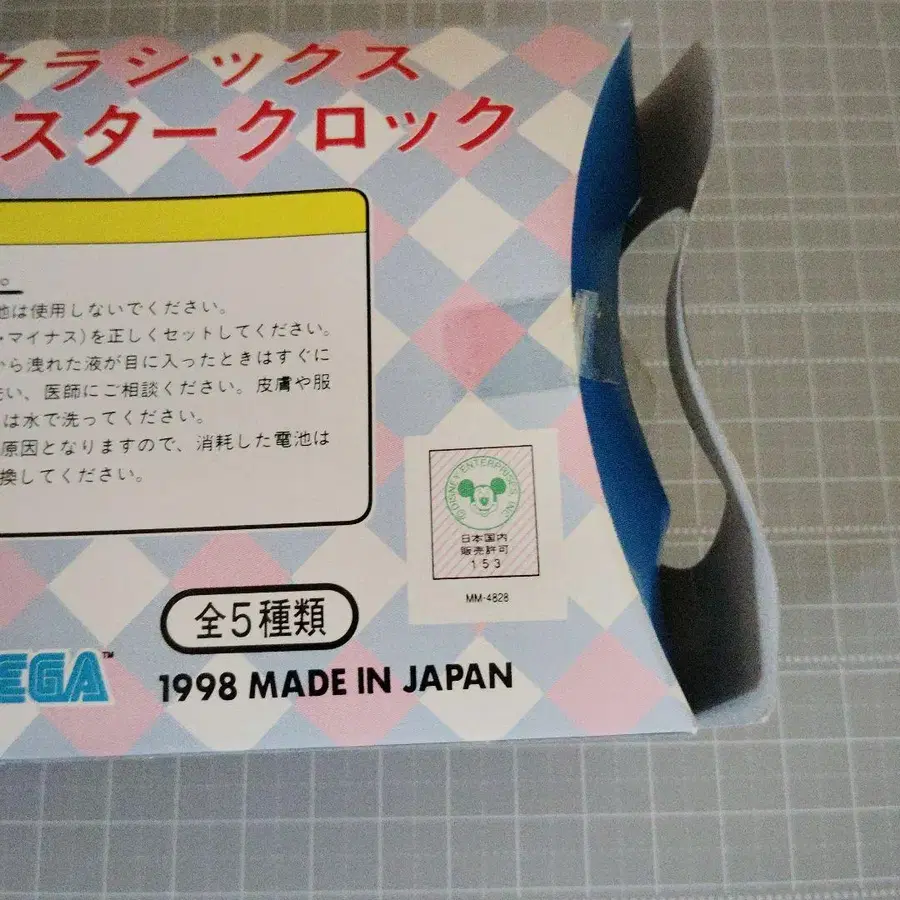 クラシックス
スタークロック
。
池は使用しないでください。
・マイナス)を正しくセットしてください。
から洩れた液が目に入ったときはすぐに
い、医師にご相談ください。皮膚や服
は水で洗ってください。
原因となりますので、消耗した電池は
換してください。
© DISNEY ENTERPRISES, INC.
日本国内
販売許可
153
MM-4828
全5種類
EGA™
1998 MADE IN JAPAN